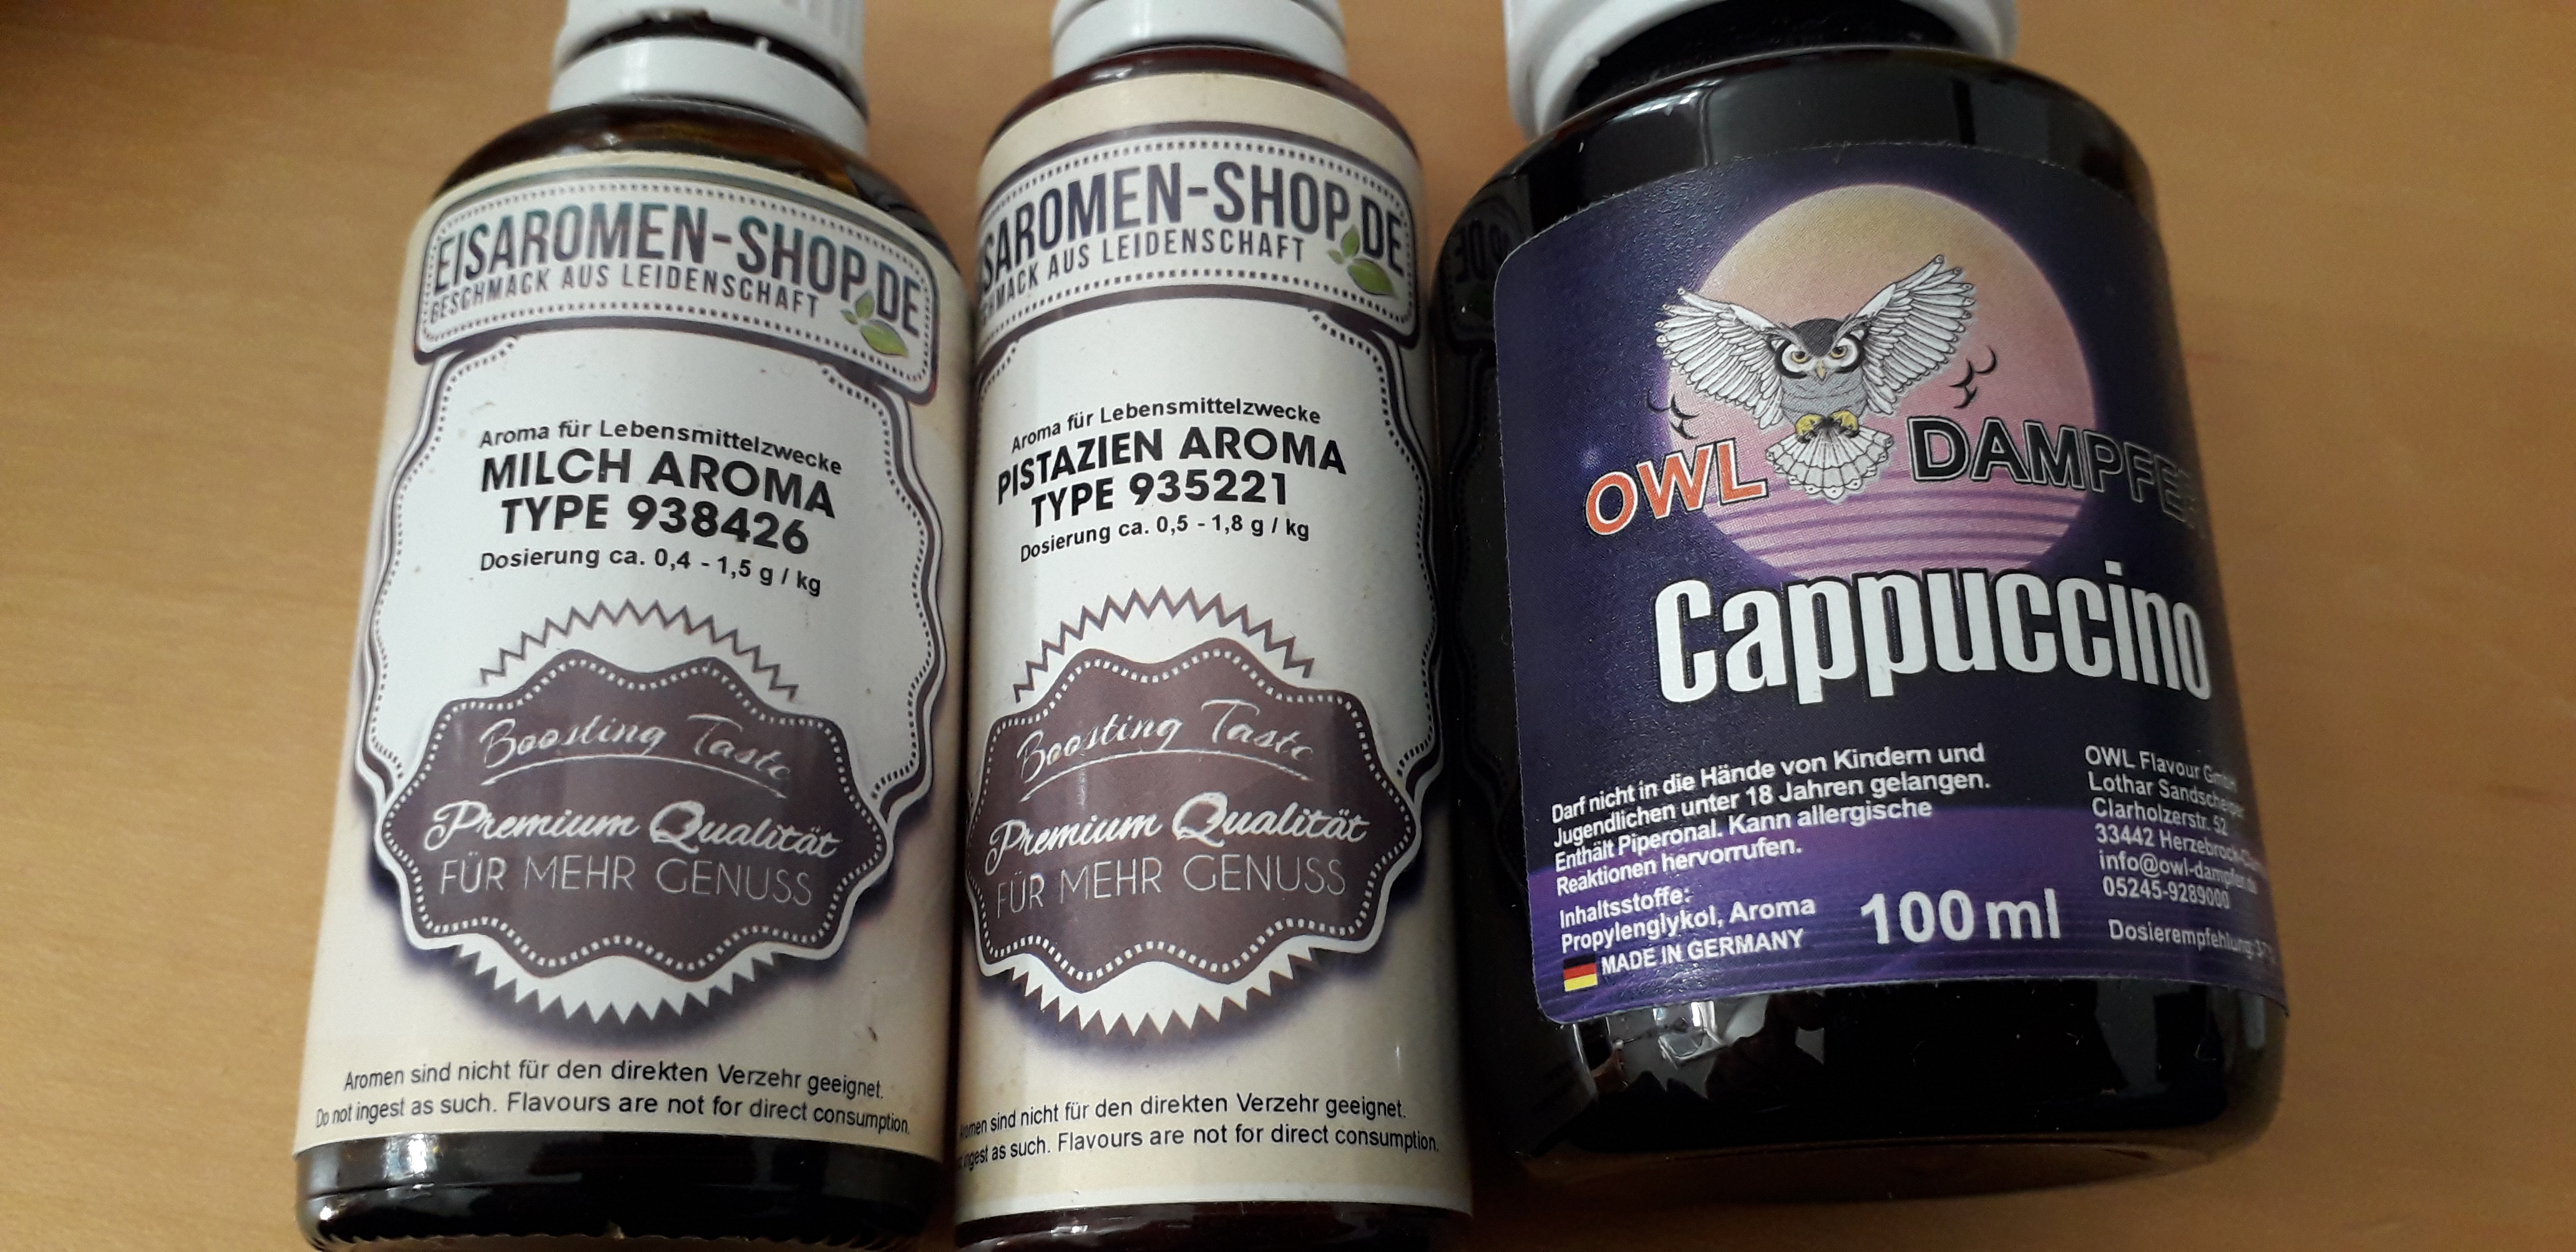 EISAROMEN-SHOP.DE
GESCHMACK AUS LEIDENSCHAFT
Aroma für Lebensmittelzwecke
MILCH AROMA
TYPE 938426
Dosierung ca. 0,4 - 1,5 g / kg
Boosting Taste
Premium Qualität
FÜR MEHR GENUSS
Aromen sind nicht für den direkten Verzehr geeignet.
Do not ingest as such. Flavours are not for direct consumption.
ISAROMEN-SHOP.DE
SCHMACK AUS LEIDENSCHAFT
Aroma für Lebensmittelzwecke
PISTAZIEN AROMA
TYPE 935221
Dosierung ca. 0,5 - 1,8 g / kg
Boosting Taste
Premium Qualität
FÜR MEHR GENUSS
sind nicht für den direkten Verzehr geeignet.
ingest as such. Flavours are not for direct consumption.
OWL DAMPFE
Cappuccino
Darf nicht in die Hände von Kindern und
Jugendlichen unter 18 Jahren gelangen.
Enthält Piperonal. Kann allergische
Reaktionen hervorrufen.
Inhaltsstoffe:
Propylenglykol, Aroma
MADE IN GERMANY
100 ml
OWL Flavour
Lothar
Clarholzerstr. 52
33442 Herzebrock
info@owl-dampfer
05245-9289000
Dosierempfehlung